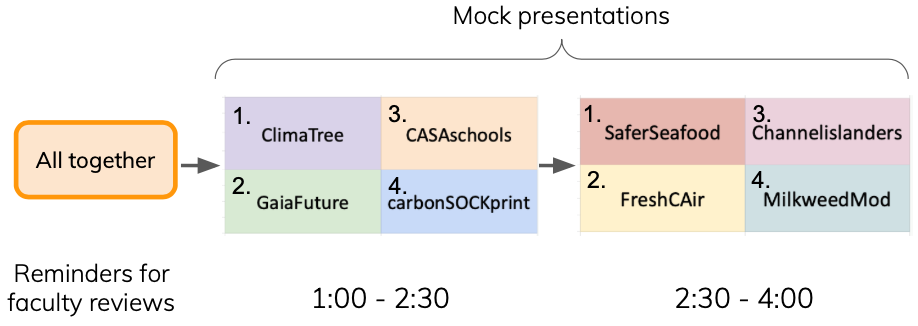 Mock presentations
All together
1. ClimaTree
3. CASAschools
2. GaiaFuture
4. carbonSOCKprint
1. SaferSeafood
3. Channelislanders
2. FreshCAir
4. MilkweedMod
Reminders for
faculty reviews
1:00 - 2:30
2:30 - 4:00